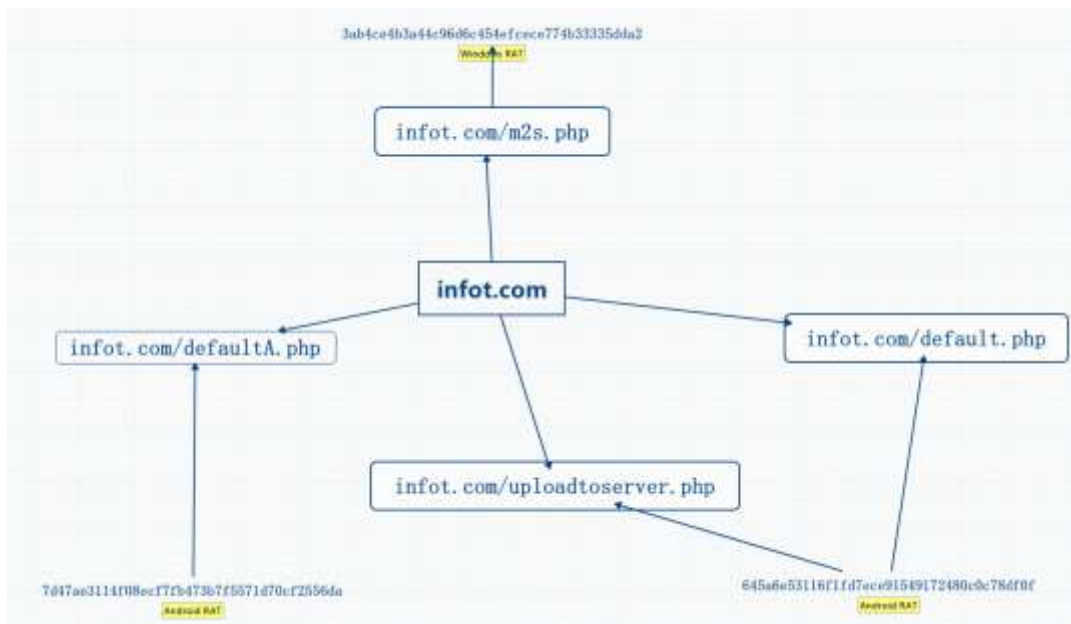 3ab4ce4b3a44c96d6c454efcece774b33335dda2
Windows RAT
infot.com/m2s.php
infot.com
infot.com/defaultA.php
infot.com/default.php
infot.com/uploadtoserver.php
7d47ae3114f08ecf7fb473b7f5571d70cf2556da
Android RAT
645a6e53116f1fd7ece91549172480c0c78df0f
Android RAT